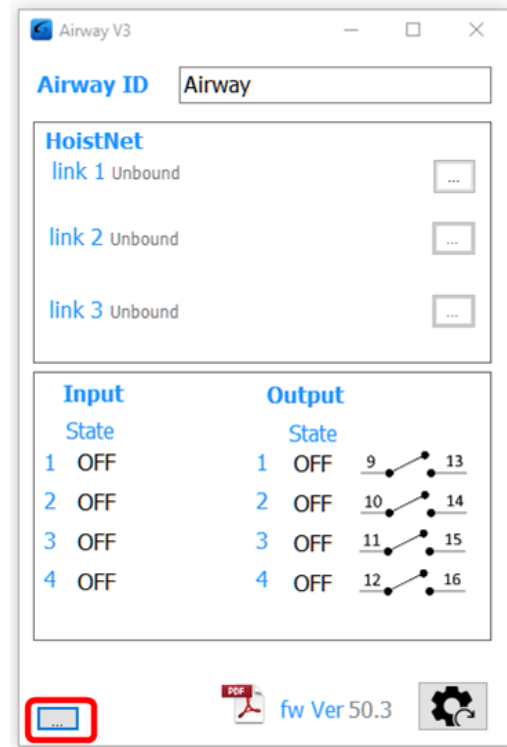 Airway V3
Airway ID Airway
HoistNet
link 1 Unbound ...
link 2 Unbound ...
link 3 Unbound ...
Input Output
State State
1 OFF 1 OFF 9 13
2 OFF 2 OFF 10 14
3 OFF 3 OFF 11 15
4 OFF 4 OFF 12 16
... PDF fw Ver 50.3